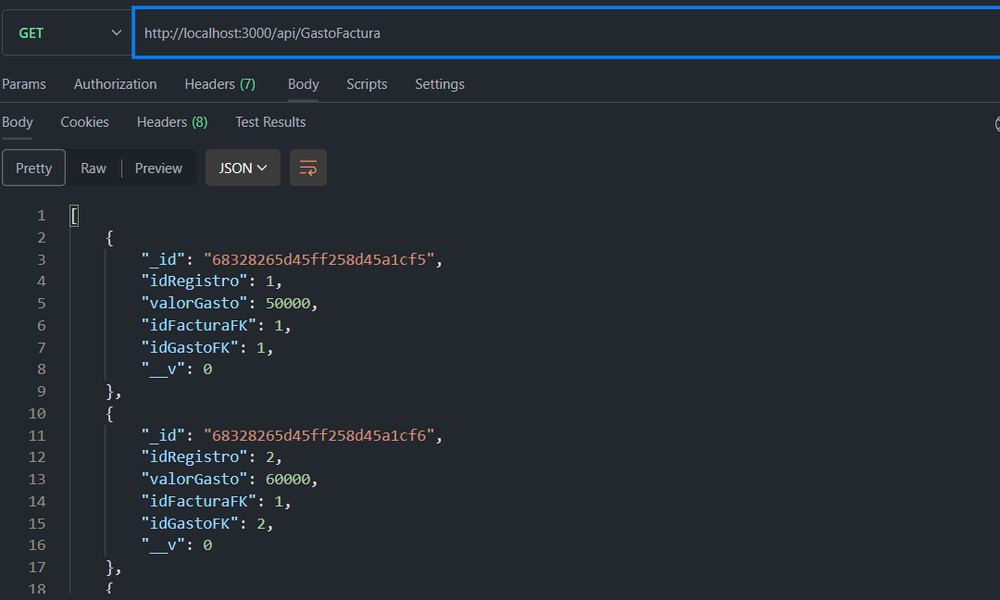 GET http://localhost:3000/api/GastoFactura
Params Authorization Headers (7) Body Scripts Settings
Body Cookies Headers (8) Test Results
Pretty Raw Preview JSON
1 [
2 {
3 "_id": "68328265d45ff258d45a1cf5",
4 "idRegistro": 1,
5 "valorGasto": 50000,
6 "idFacturaFK": 1,
7 "idGastoFK": 1,
8 "__v": 0
9 },
10 {
11 "_id": "68328265d45ff258d45a1cf6",
12 "idRegistro": 2,
13 "valorGasto": 60000,
14 "idFacturaFK": 1,
15 "idGastoFK": 2,
16 "__v": 0
17 },
18 {